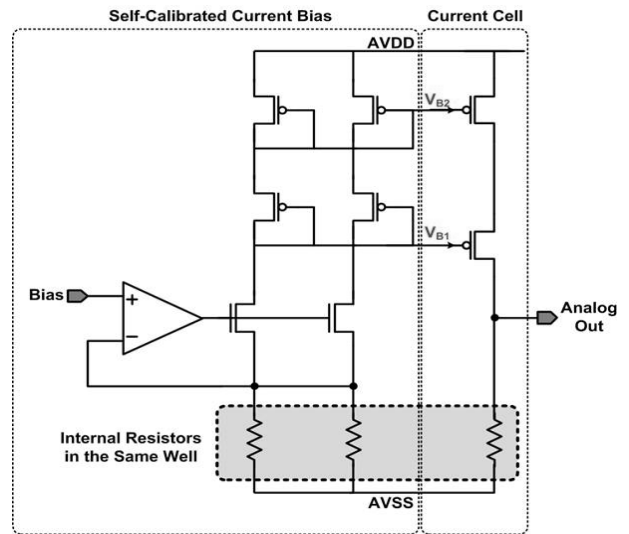 Self-Calibrated Current Bias
Current Cell
AVDD
VB2
VB1
Bias
+
−
Analog
Out
Internal Resistors
in the Same Well
AVSS